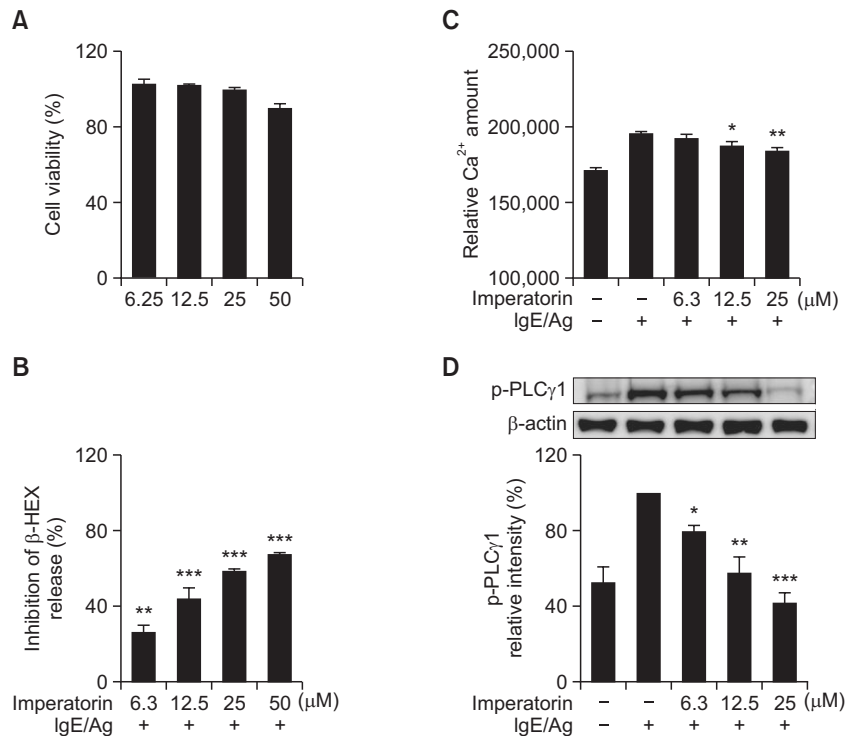 A
120
80
40
0
Cell viability (%)
6.25 12.5 25 50
B
120
80
40
0
Inhibition of β-HEX
release (%)
**
***
***
***
Imperatorin 6.3 12.5 25 50 (μM)
IgE/Ag + + + +
C
250,000
200,000
150,000
100,000
Relative Ca²⁺ amount
*
**
Imperatorin – – 6.3 12.5 25 (μM)
IgE/Ag – + + + +
D
p-PLCγ1
β-actin
120
80
40
0
p-PLCγ1
relative intensity (%)
*
**
***
Imperatorin – – 6.3 12.5 25 (μM)
IgE/Ag – + + + +